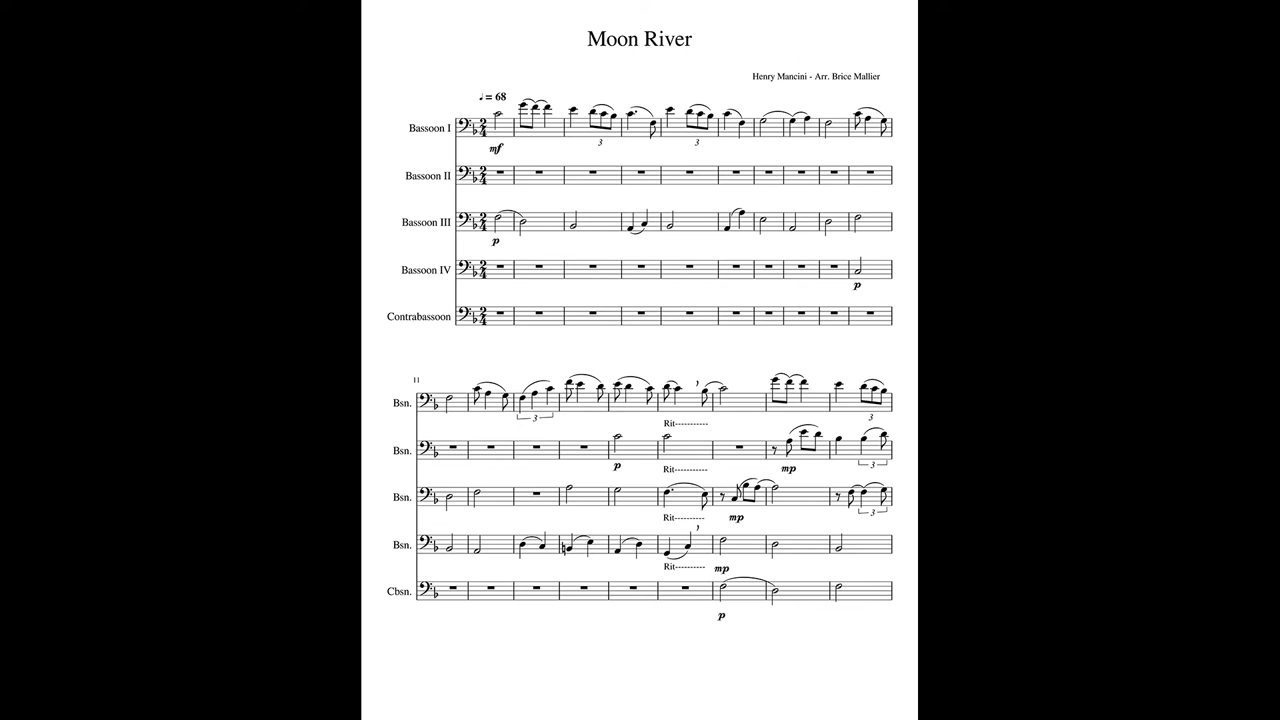 Moon River
Henry Mancini - Arr. Brice Mallier
♩ = 68
Bassoon I
mf
3
3
Bassoon II
Bassoon III
p
Bassoon IV
p
Contrabassoon
11
Bsn.
3
Rit-----------
3
Bsn.
p
Rit-----------
mp
3
Bsn.
Rit----------
mp
3
Bsn.
Rit----------
mp
Cbsn.
p